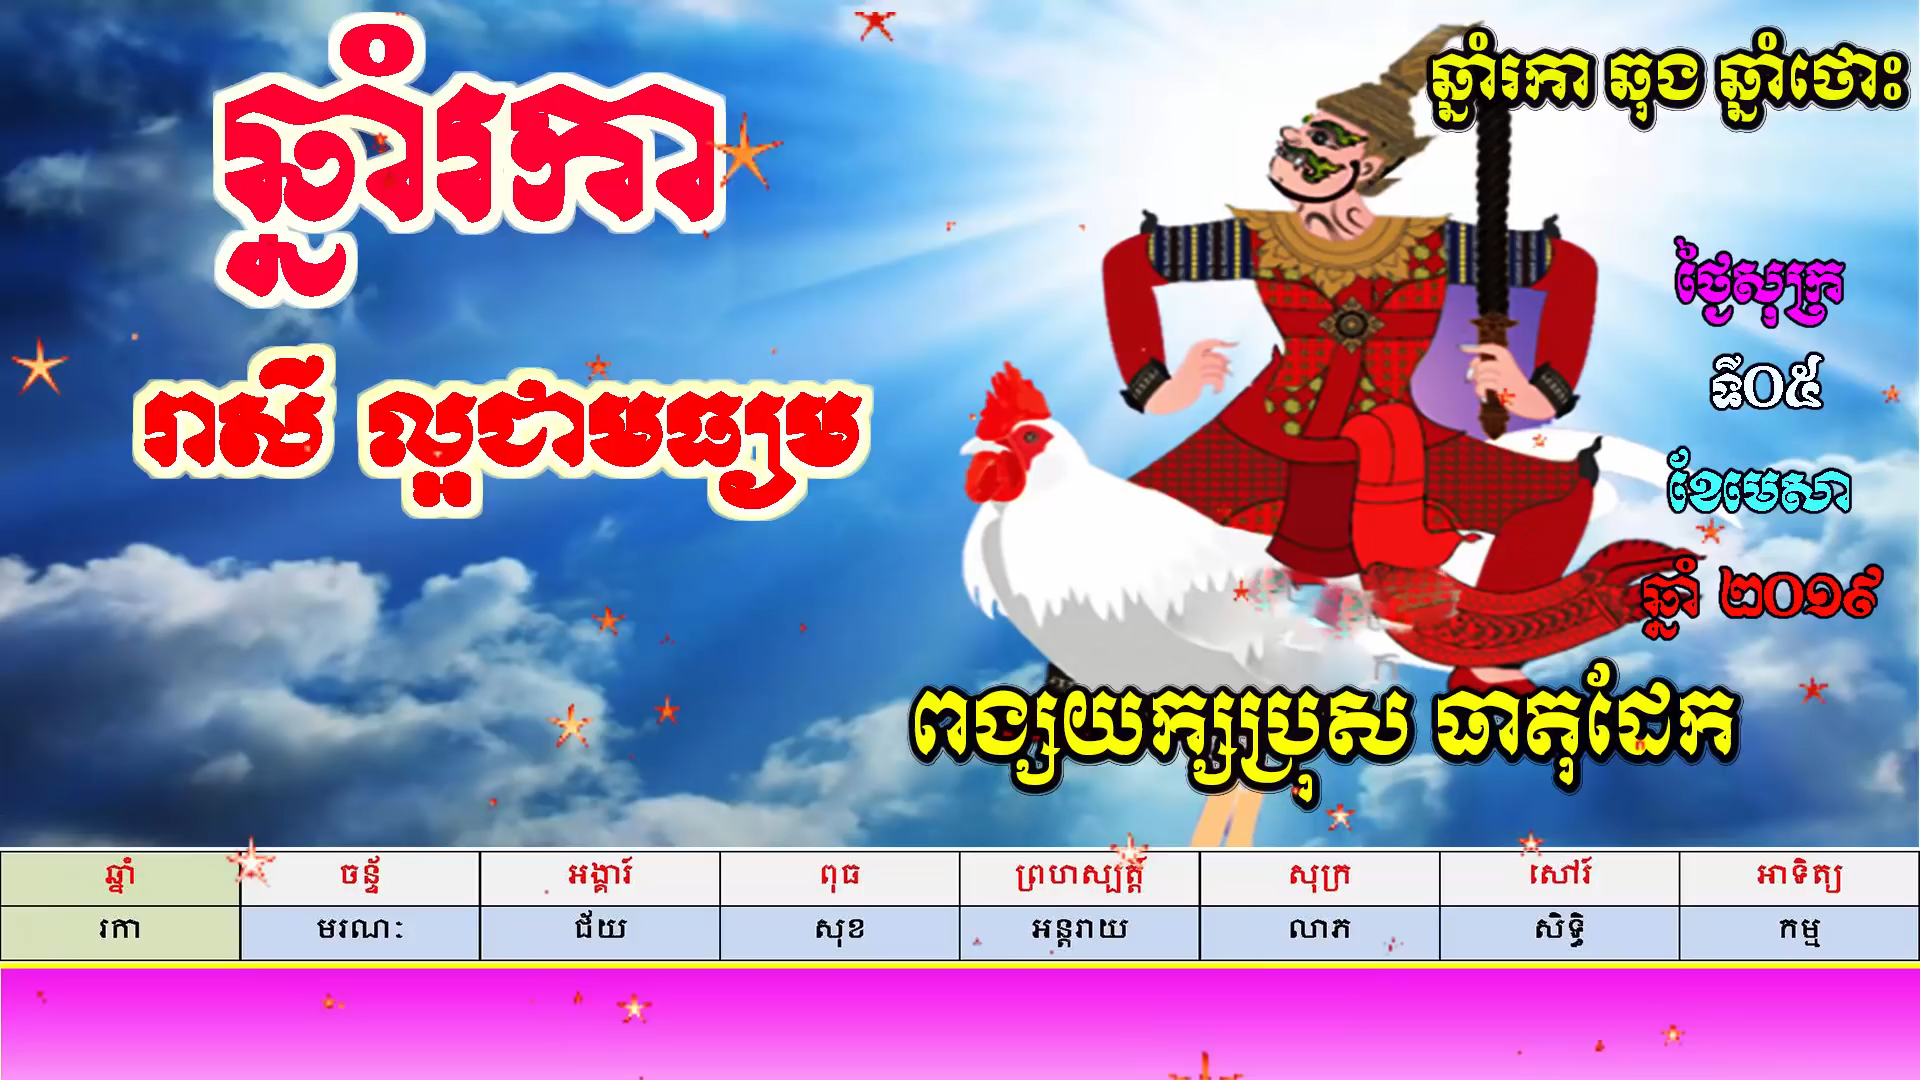 ឆ្នាំរកា
រាសី ល្អជាមធ្យម
ឆ្នាំរកា ឆុង ឆ្នាំថោះ
ថ្ងៃសុក្រ
ទី០៥
ខែមេសា
ឆ្នាំ ២០១៩
ពង្សយក្សប្រុស ធាតុដែក
ឆ្នាំ ចន្ទ័ អង្គារ៍ ពុធ ព្រហស្បត្តិ៍ សុក្រ សៅរ៍ អាទិត្យ
រកា មរណៈ ជ័យ សុខ អន្តរាយ លាភ សិទ្ធិ កម្ម